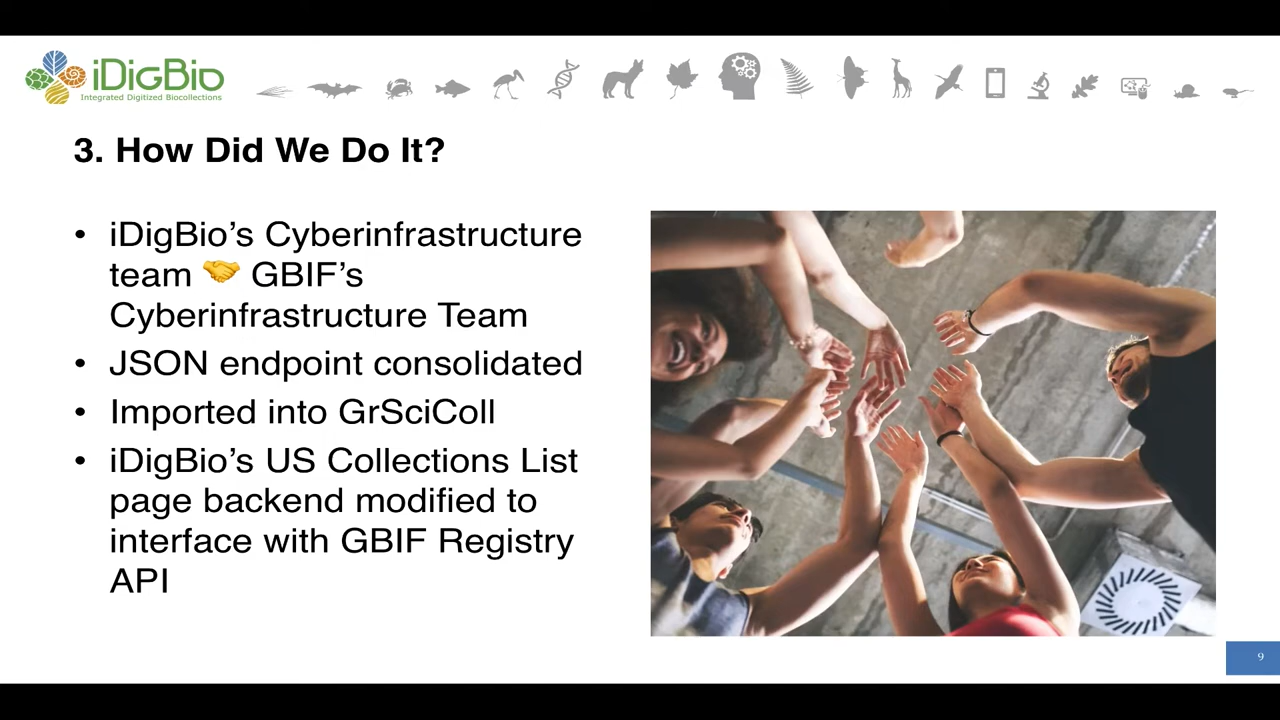 iDigBio
Integrated Digitized Biocollections
3. How Did We Do It?
• iDigBio’s Cyberinfrastructure
team 🤝 GBIF’s
Cyberinfrastructure Team
• JSON endpoint consolidated
• Imported into GrSciColl
• iDigBio’s US Collections List
page backend modified to
interface with GBIF Registry
API
9